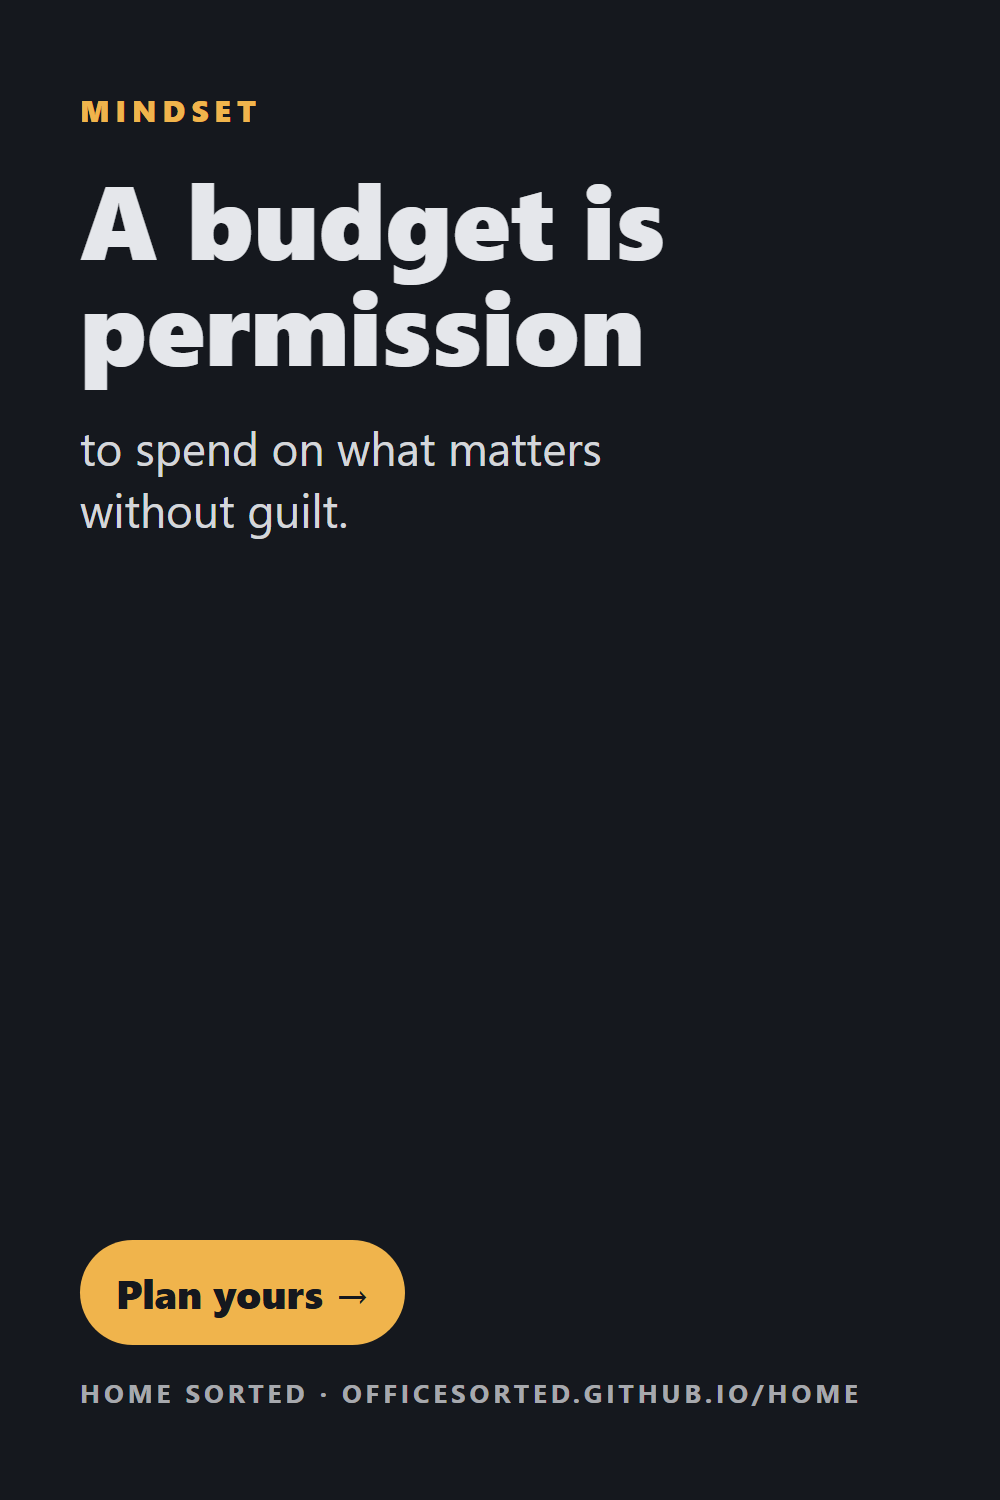 MINDSET
A budget is
permission
to spend on what matters
without guilt.
Plan yours →
HOME SORTED · OFFICESORTED.GITHUB.IO/HOME